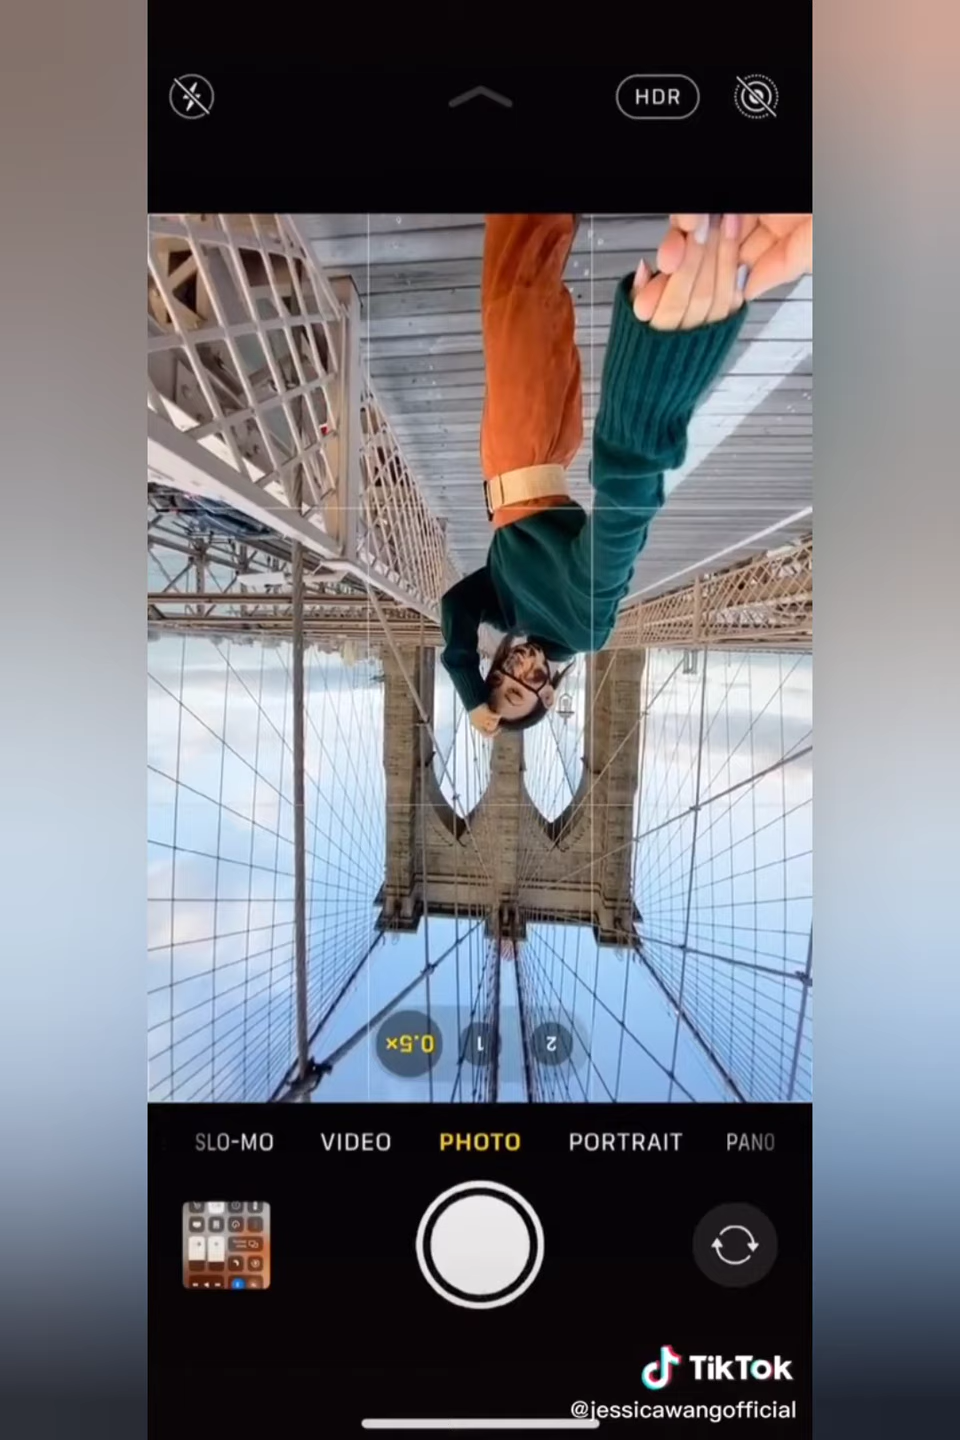 HDR
0.5×
1
2
SLO-MO
VIDEO
PHOTO
PORTRAIT
PANO
TikTok
@jessicawangofficial